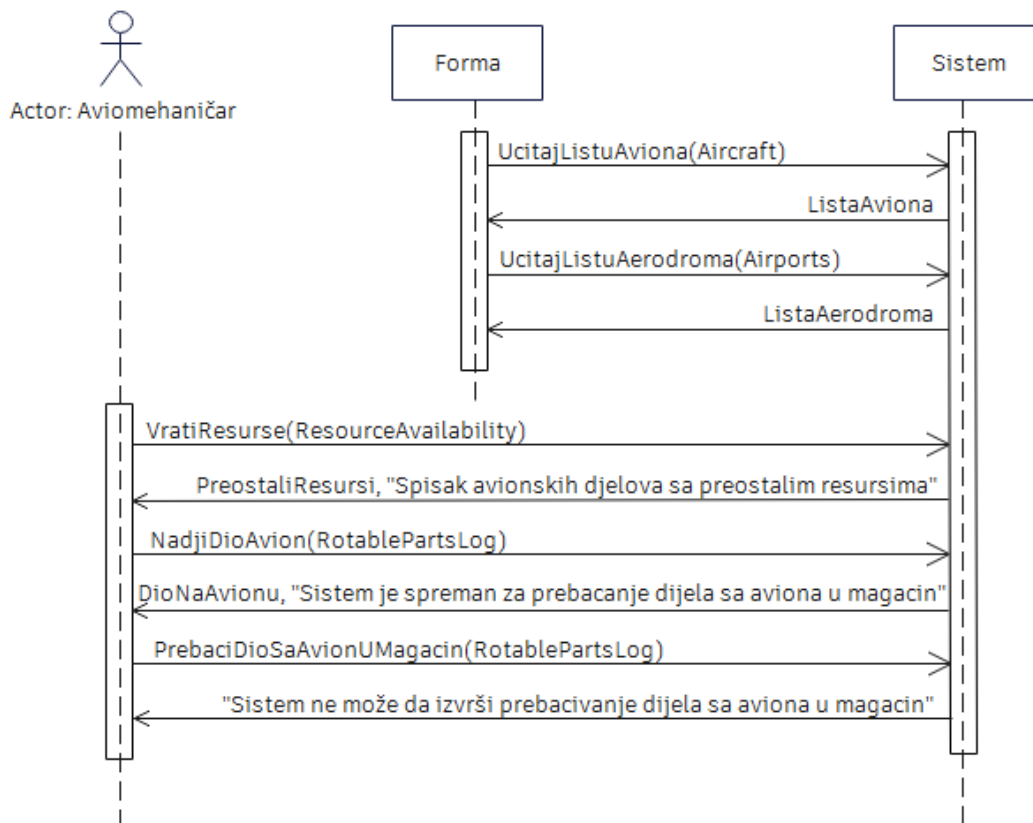 Forma
Sistem
Actor: Aviomehaničar
UcitajListuAviona(Aircraft)
ListaAviona
UcitajListuAerodroma(Airports)
ListaAerodroma
VratiResurse(ResourceAvailability)
PreostaliResursi, "Spisak avionskih djelova sa preostalim resursima"
NadjiDioAvion(RotablePartsLog)
DioNaAvionu, "Sistem je spreman za prebacanje dijela sa aviona u magacin"
PrebaciDioSaAvionUMagacin(RotablePartsLog)
"Sistem ne može da izvrši prebacivanje dijela sa aviona u magacin"